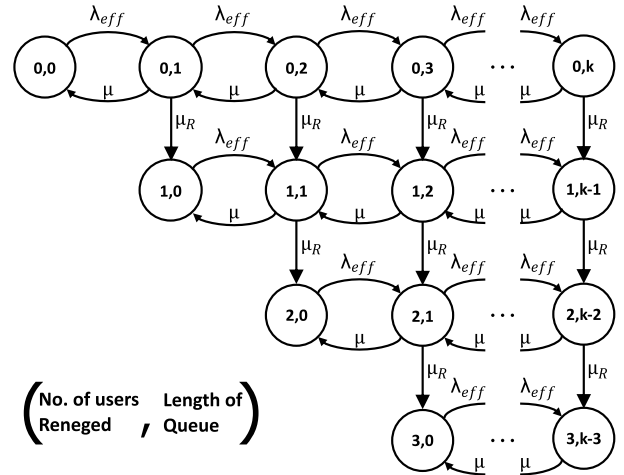 λeff λeff λeff λeff λeff
0,0 0,1 0,2 0,3 ... 0,k
μ μ μ μ μ
μR μR μR μR
λeff λeff λeff λeff
1,0 1,1 1,2 ... 1,k-1
μ μ μ μ
μR μR μR
λeff λeff λeff
2,0 2,1 ... 2,k-2
μ μ μ
μR μR
λeff λeff
3,0 ... 3,k-3
μ μ
(No. of users , Length of)
Reneged Queue